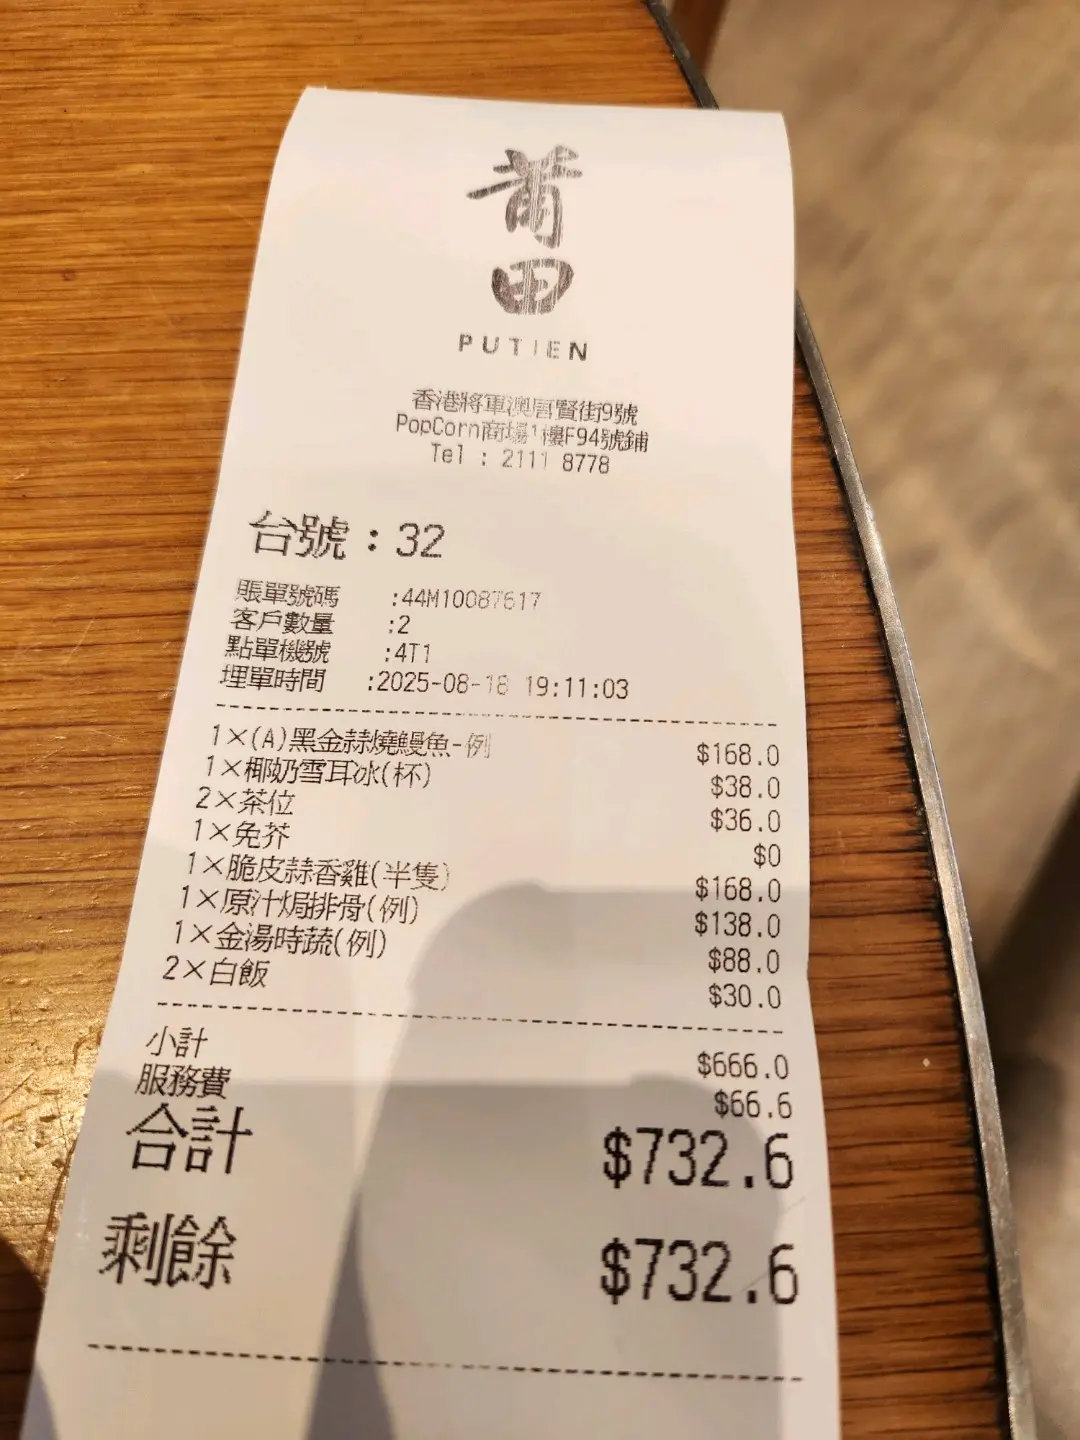 莆
田
PUTIEN
香港將軍澳唐賢街9號
PopCorn商場1樓F94號鋪
Tel : 2111 8778
台號：32
賬單號碼 :44M10087617
客戶數量 :2
點單機號 :4T1
埋單時間 :2025-08-18 19:11:03
1×(A)黑金蒜燒鰻魚-例 $168.0
1×椰奶雪耳冰(杯) $38.0
2×茶位 $36.0
1×免芥 $0
1×脆皮蒜香雞(半隻) $168.0
1×原汁焗排骨(例) $138.0
1×金湯時蔬(例) $88.0
2×白飯 $30.0
小計 $666.0
服務費 $66.6
合計 $732.6
剩餘 $732.6